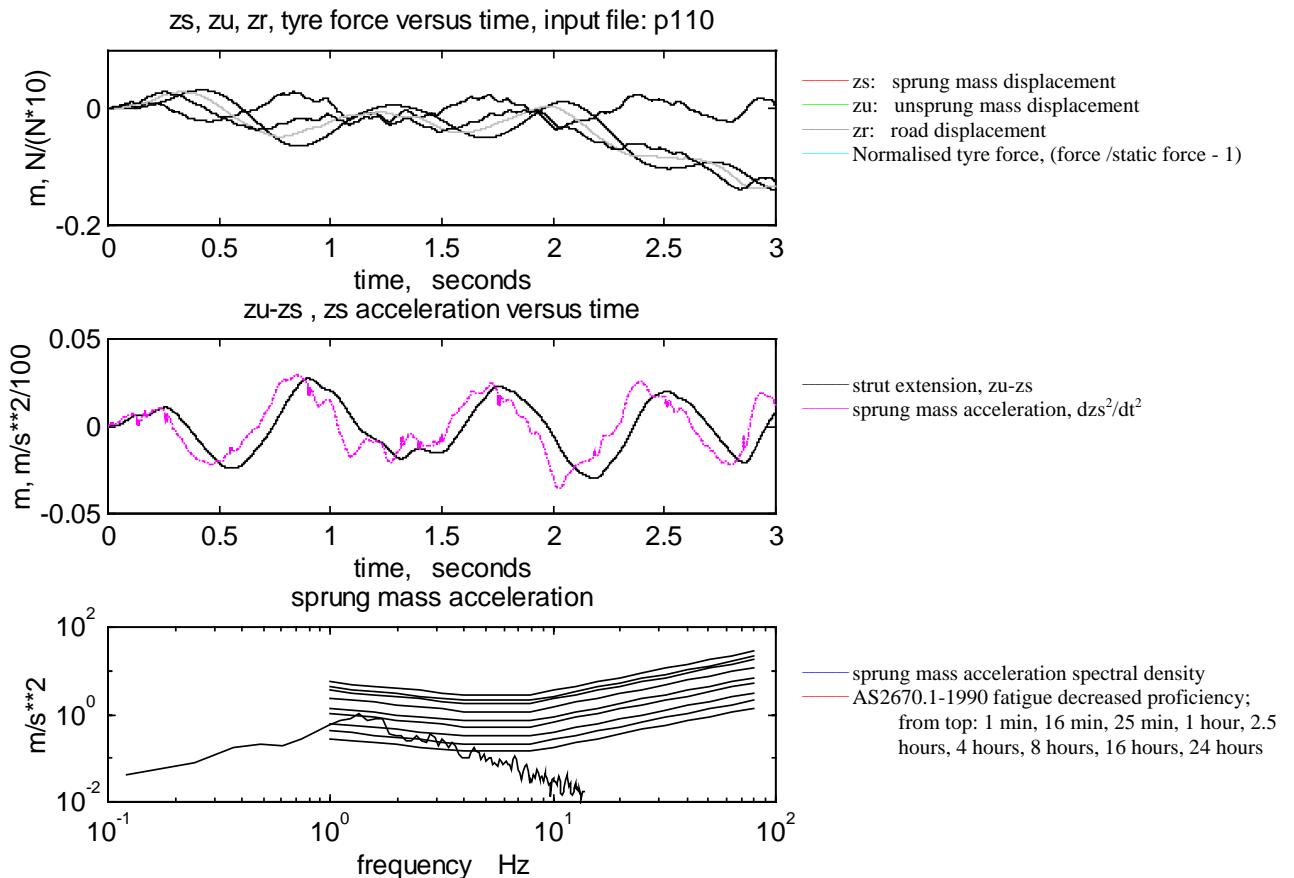 zs, zu, zr, tyre force versus time, input file: p110
m, N/(N*10)
0
-0.2
0 0.5 1 1.5 2 2.5 3
time, seconds
zs: sprung mass displacement
zu: unsprung mass displacement
zr: road displacement
Normalised tyre force, (force /static force - 1)
zu-zs , zs acceleration versus time
m, m/s**2/100
0.05
0
-0.05
0 0.5 1 1.5 2 2.5 3
time, seconds
strut extension, zu-zs
sprung mass acceleration, dzs²/dt²
sprung mass acceleration
m/s**2
10²
10⁰
10⁻²
10⁻¹ 10⁰ 10¹ 10²
frequency Hz
sprung mass acceleration spectral density
AS2670.1-1990 fatigue decreased proficiency;
from top: 1 min, 16 min, 25 min, 1 hour, 2.5
hours, 4 hours, 8 hours, 16 hours, 24 hours